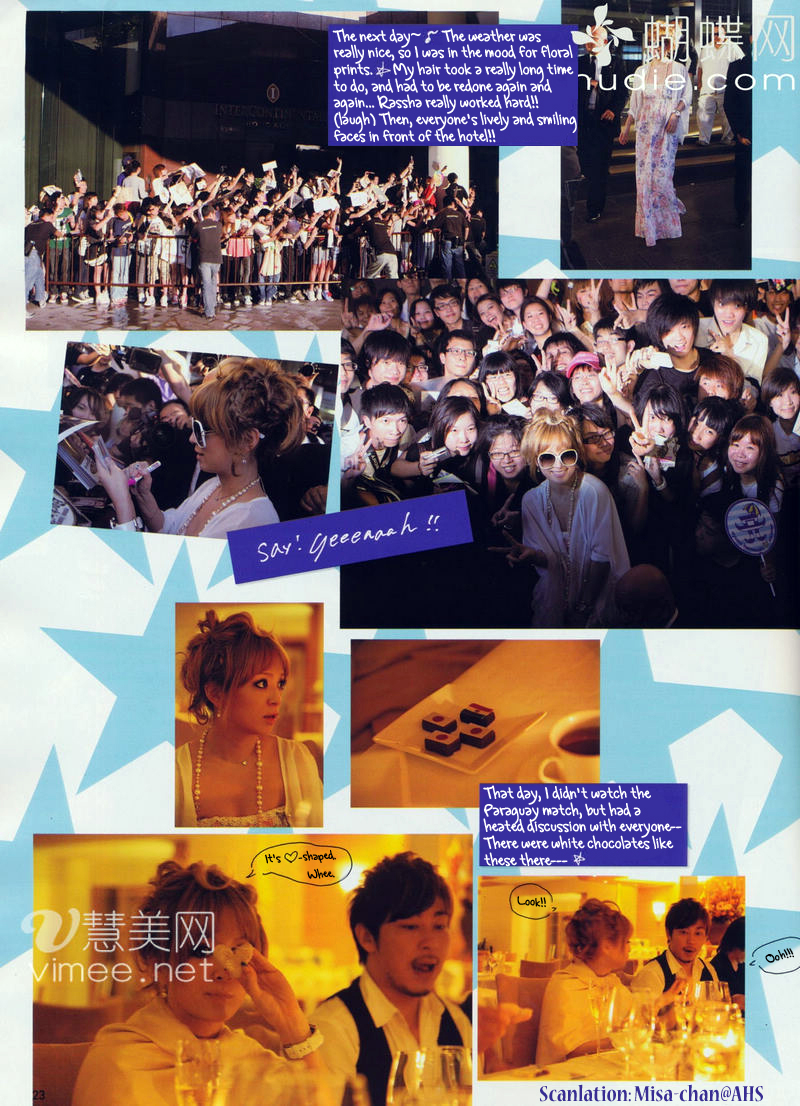 The next day~ ♪ The weather was
really nice, so I was in the mood for floral
prints. ☆ My hair took a really long time
to do, and had to be redone again and
again... Rassha really worked hard!!
(laugh) Then, everyone's lively and smiling
faces in front of the hotel!!
蝴蝶网
hudie.com
INTERCONTINENTAL
say: yeeeaaah!!
That day, I didn't watch the
Paraguay match, but had a
heated discussion with everyone--
There were white chocolates like
these there--- ☆
It's ♡-shaped.
Whee.
Look!!
Ooh!!!
V慧美网
vimee.net
23
Scanlation: Misa-chan@AHS